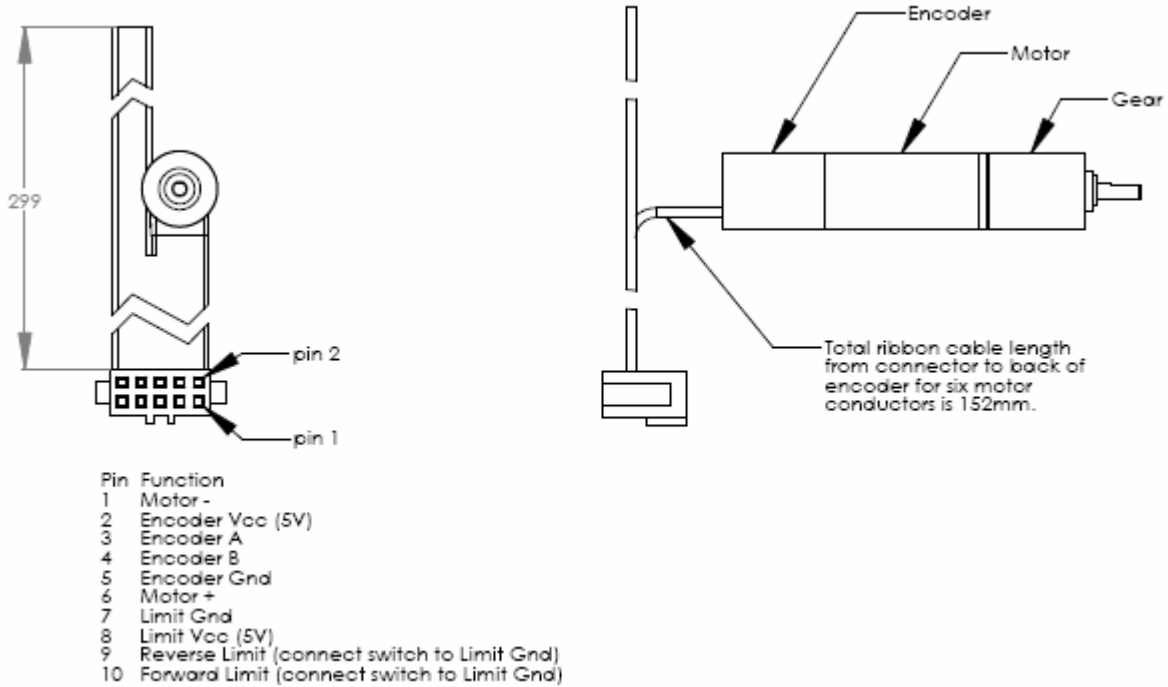 Encoder
Motor
Gear
299
pin 2
pin 1
Total ribbon cable length
from connector to back of
encoder for six motor
conductors is 152mm.
Pin Function
1 Motor -
2 Encoder Vcc (5V)
3 Encoder A
4 Encoder B
5 Encoder Gnd
6 Motor +
7 Limit Gnd
8 Limit Vcc (5V)
9 Reverse Limit (connect switch to Limit Gnd)
10 Forward Limit (connect switch to Limit Gnd)